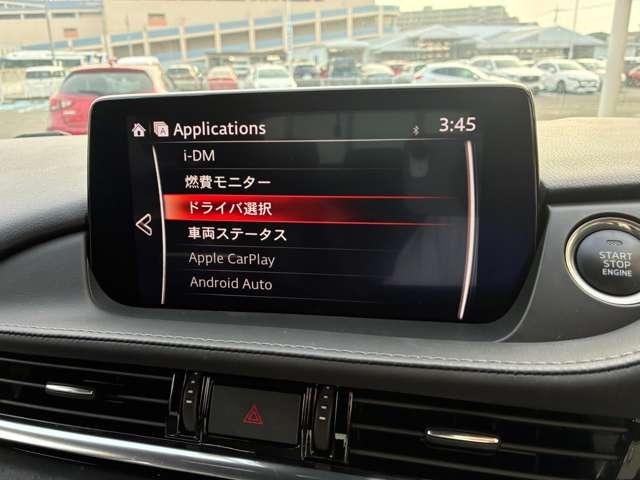 Applications
3:45
i-DM
燃費モニター
ドライバ選択
車両ステータス
Apple CarPlay
Android Auto
START
STOP
ENGINE